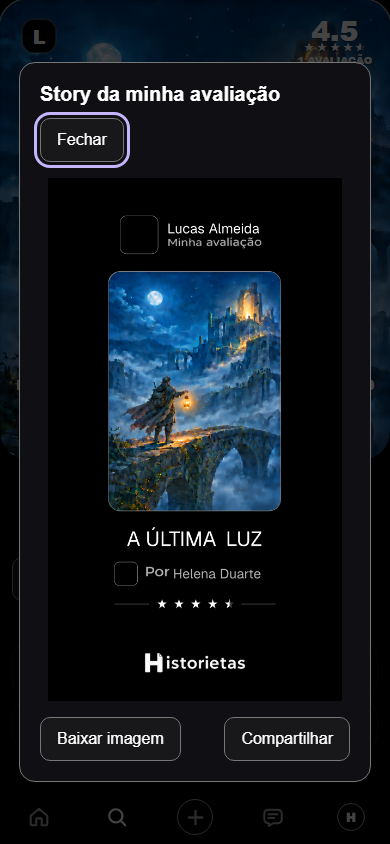 L
4.5
1 AVALIAÇÃO
Story da minha avaliação
Fechar
Lucas Almeida
Minha avaliação
A ÚLTIMA LUZ
Por Helena Duarte
Historietas
Baixar imagem
Compartilhar
H